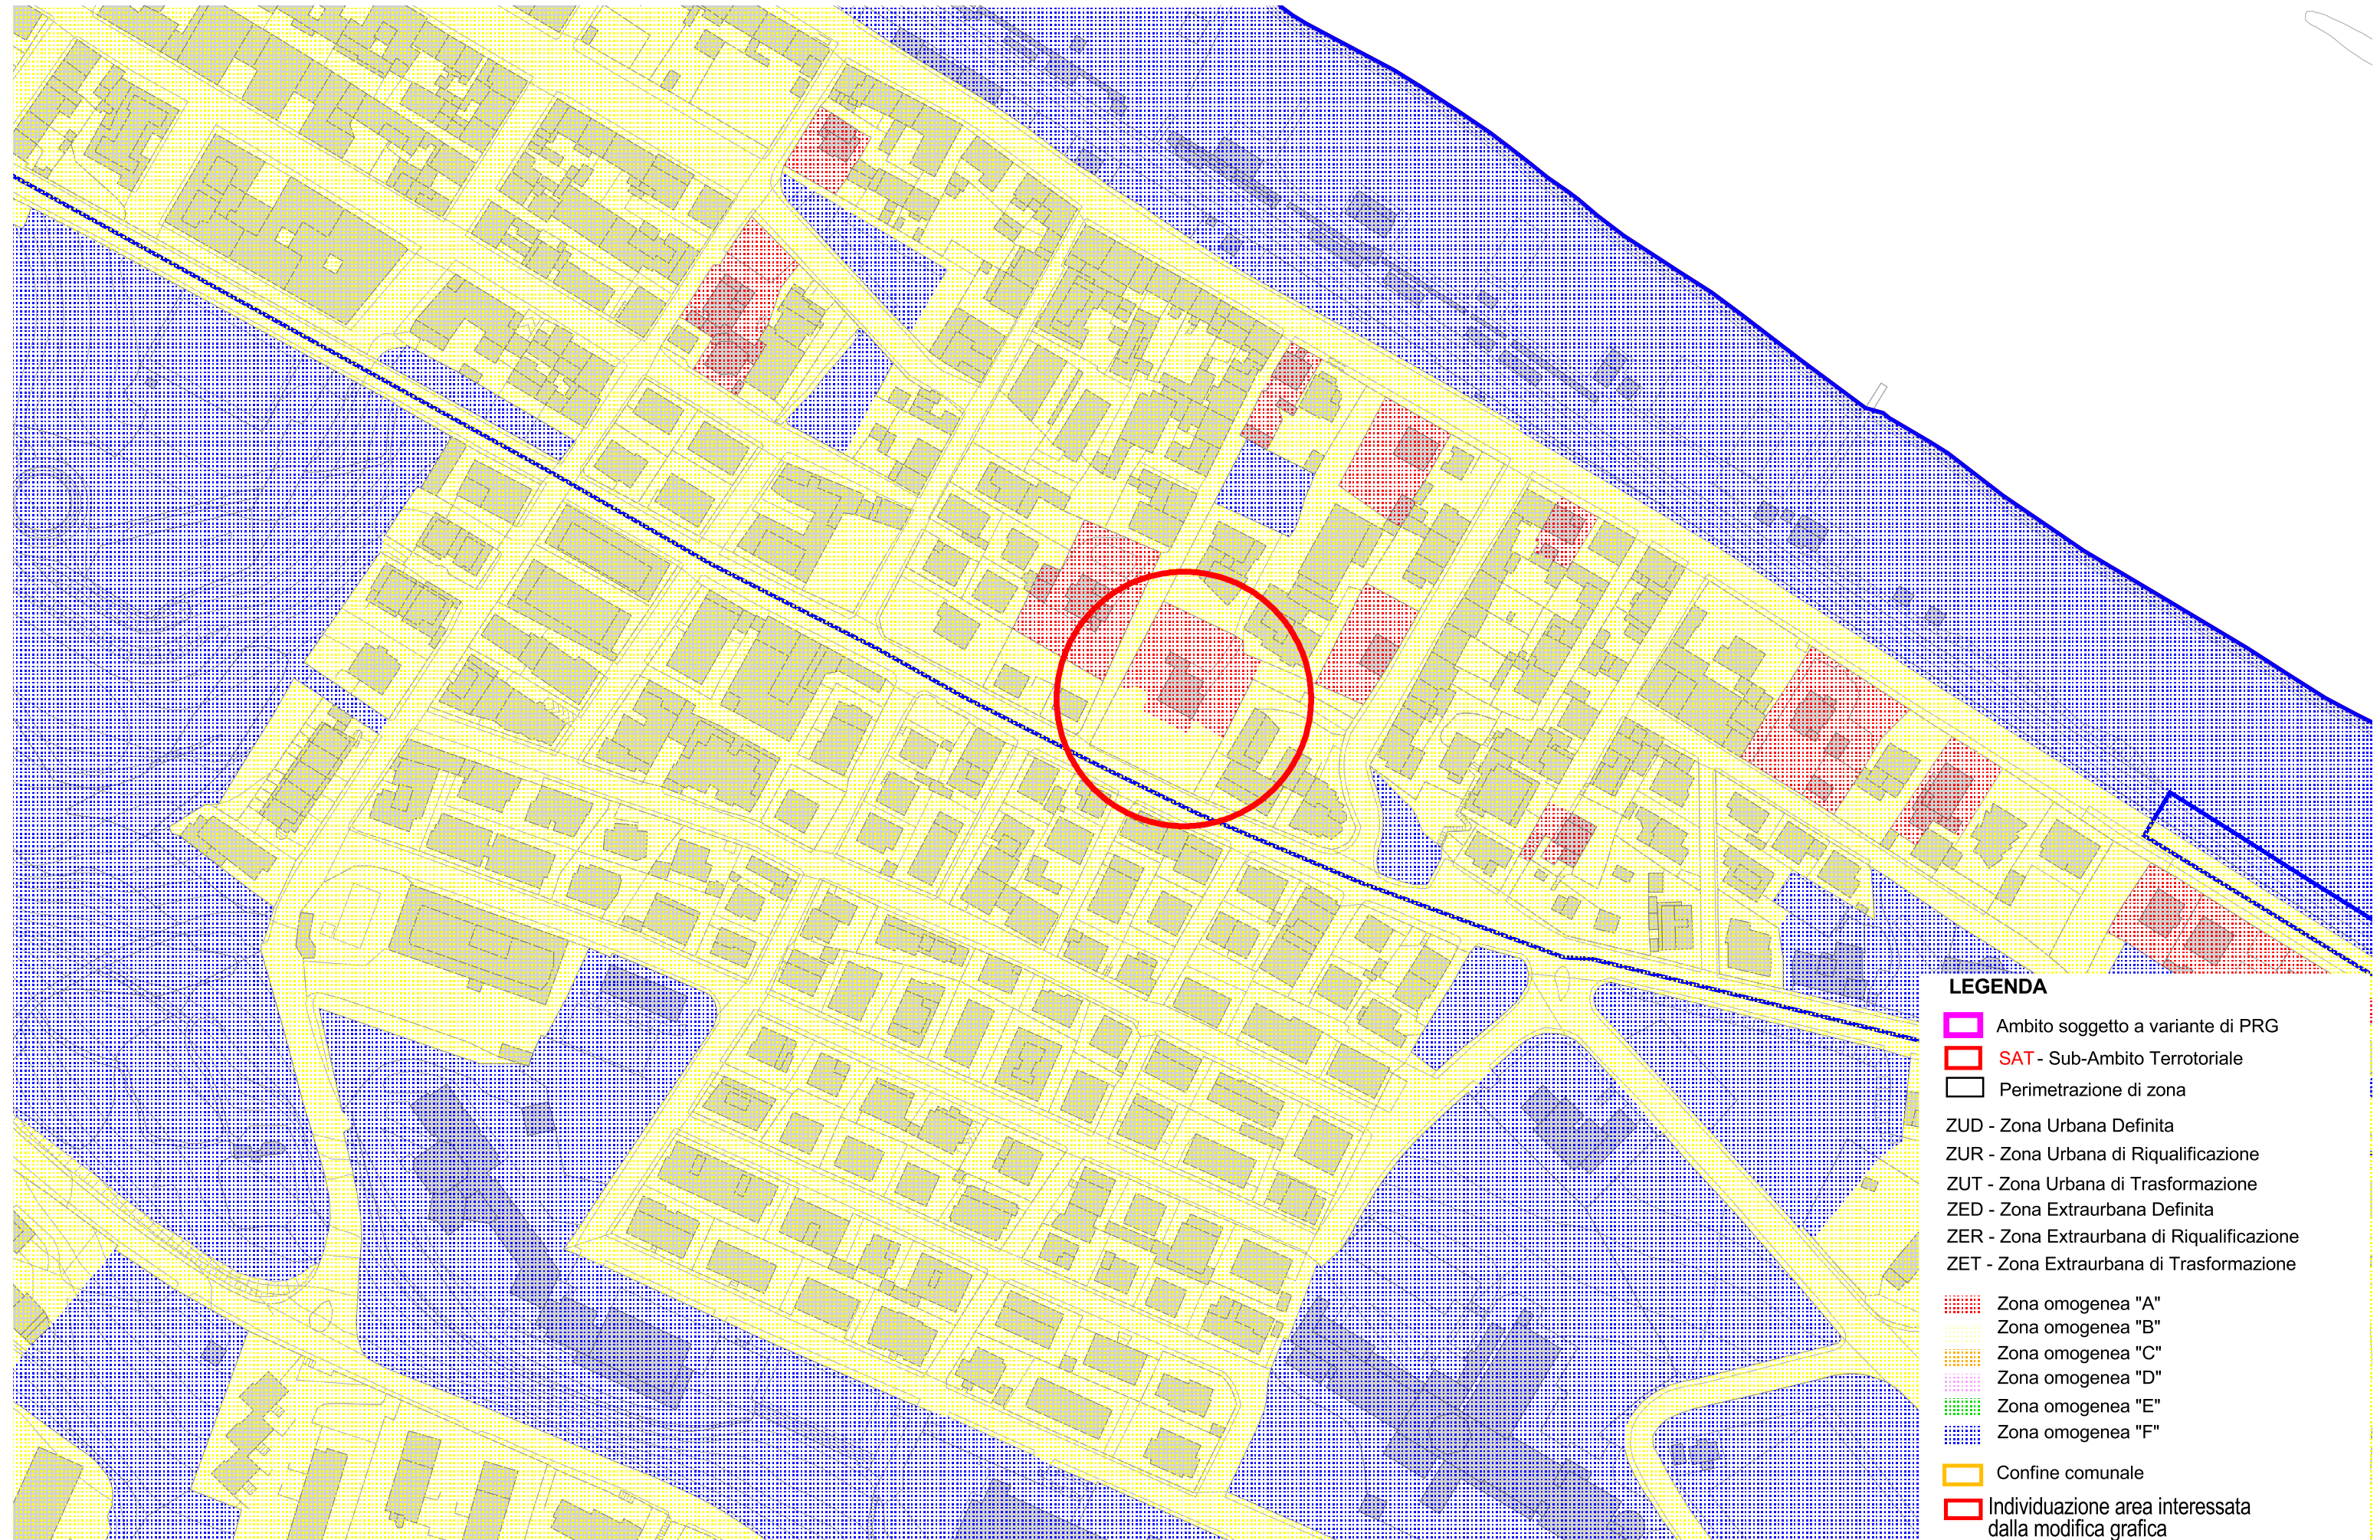 LEGENDA
Ambito soggetto a variante di PRG
SAT - Sub-Ambito Terrotoriale
Perimetrazione di zona
ZUD - Zona Urbana Definita
ZUR - Zona Urbana di Riqualificazione
ZUT - Zona Urbana di Trasformazione
ZED - Zona Extraurbana Definita
ZER - Zona Extraurbana di Riqualificazione
ZET - Zona Extraurbana di Trasformazione
Zona omogenea "A"
Zona omogenea "B"
Zona omogenea "C"
Zona omogenea "D"
Zona omogenea "E"
Zona omogenea "F"
Confine comunale
Individuazione area interessata
dalla modifica grafica